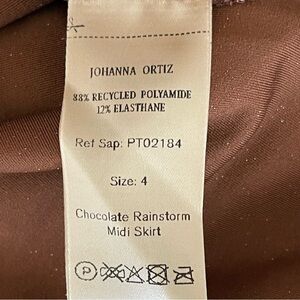 JOHANNA ORTIZ
88% RECYCLED POLYAMIDE
12% ELASTHANE
Ref Sap: PT02184
Size: 4
Chocolate Rainstorm
Midi Skirt
P